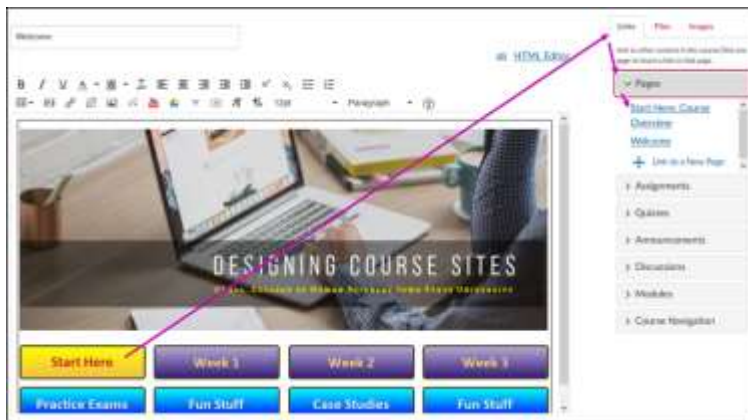 Welcome
HTML Editor
12pt
Paragraph
DESIGNING COURSE SITES
Start Here
Week 1
Week 2
Week 3
Practice Exams
Fun Stuff
Case Studies
Fun Stuff
Links
Files
Images
Pages
Start Here: Course
Overview
Welcome
Link to a New Page
Assignments
Quizzes
Announcements
Discussions
Modules
Course Navigation